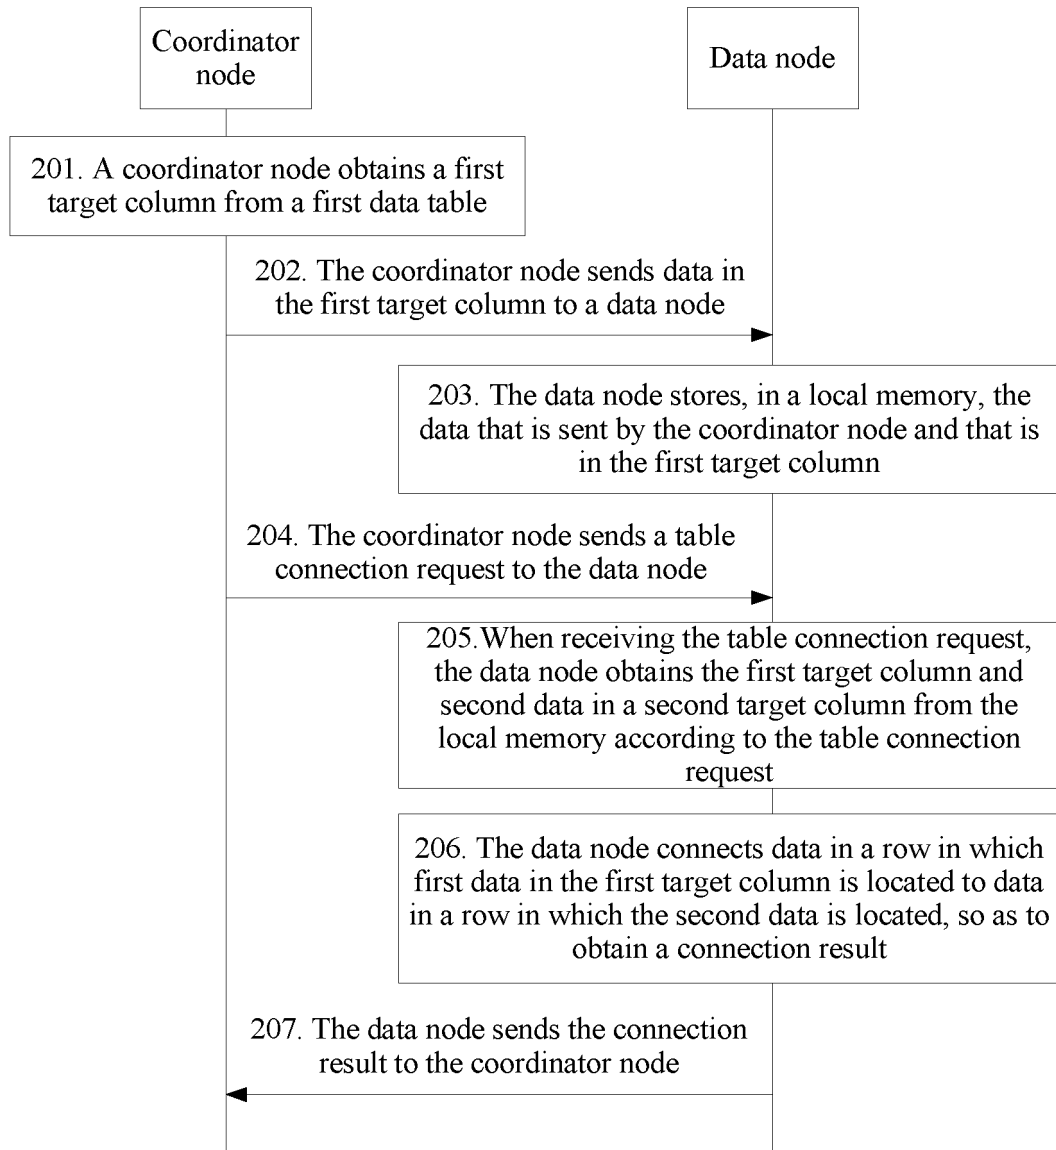 Coordinator
node
Data node
201. A coordinator node obtains a first
target column from a first data table
202. The coordinator node sends data in
the first target column to a data node
203. The data node stores, in a local memory, the
data that is sent by the coordinator node and that is
in the first target column
204. The coordinator node sends a table
connection request to the data node
205.When receiving the table connection request,
the data node obtains the first target column and
second data in a second target column from the
local memory according to the table connection
request
206. The data node connects data in a row in which
first data in the first target column is located to data
in a row in which the second data is located, so as to
obtain a connection result
207. The data node sends the connection
result to the coordinator node